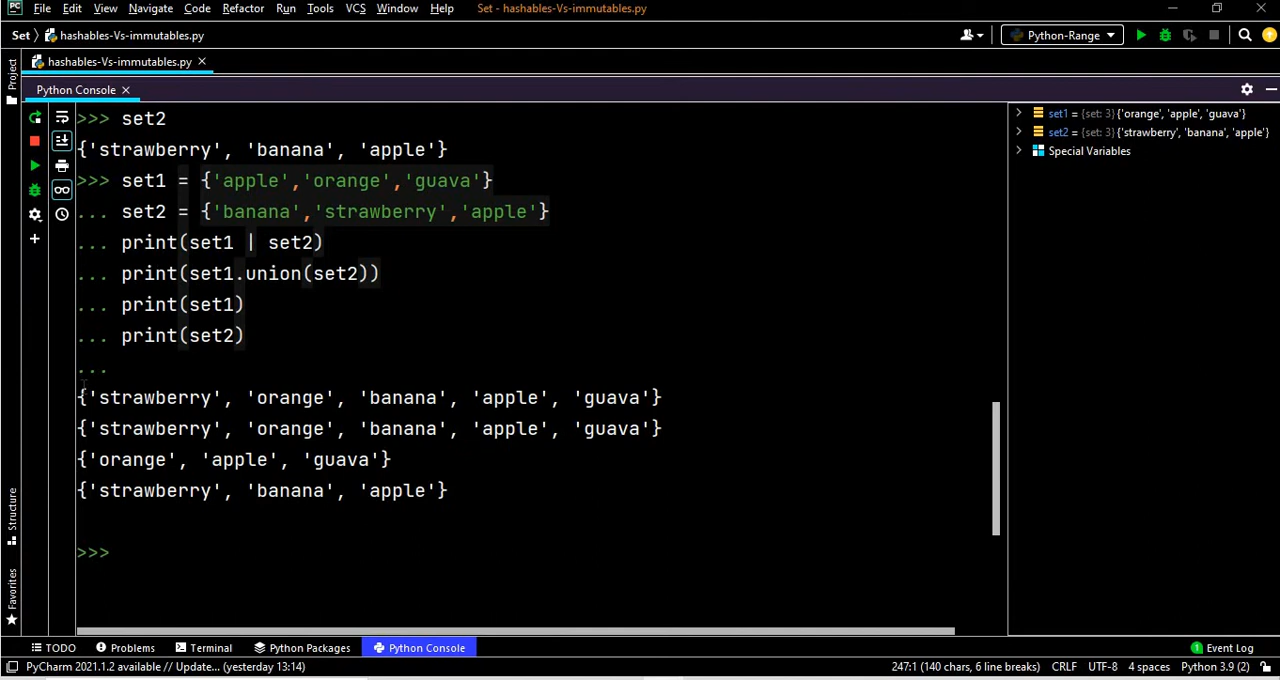 PC File Edit View Navigate Code Refactor Run Tools VCS Window Help Set - hashables-Vs-immutables.py
Set hashables-Vs-immutables.py Python-Range
hashables-Vs-immutables.py
Project
Python Console
>>> set2
{'strawberry', 'banana', 'apple'}
>>> set1 = {'apple','orange','guava'}
... set2 = {'banana','strawberry','apple'}
... print(set1 | set2)
... print(set1.union(set2))
... print(set1)
... print(set2)
...
{'strawberry', 'orange', 'banana', 'apple', 'guava'}
{'strawberry', 'orange', 'banana', 'apple', 'guava'}
{'orange', 'apple', 'guava'}
{'strawberry', 'banana', 'apple'}
>>>
set1 = {set: 3} {'orange', 'apple', 'guava'}
set2 = {set: 3} {'strawberry', 'banana', 'apple'}
Special Variables
Structure
Favorites
TODO Problems Terminal Python Packages Python Console 1 Event Log
PyCharm 2021.1.2 available // Update... (yesterday 13:14) 247:1 (140 chars, 6 line breaks) CRLF UTF-8 4 spaces Python 3.9 (2)